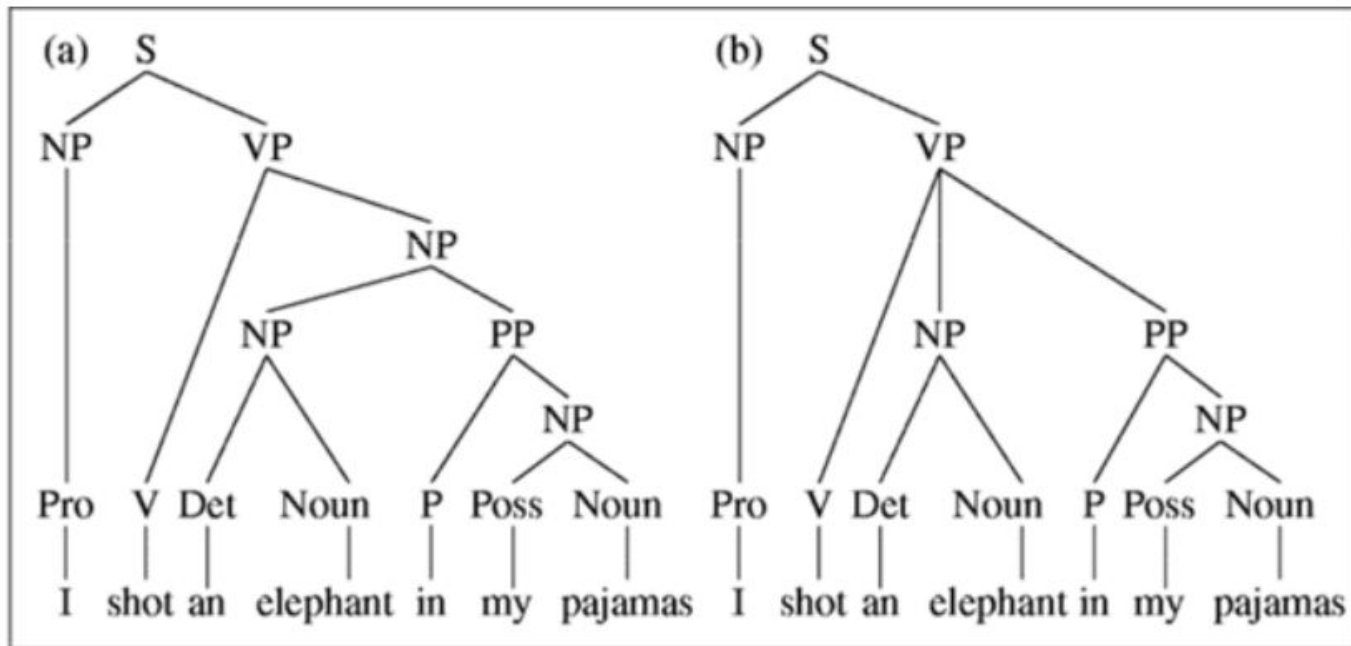 (a) S (b) S
NP VP NP VP
NP
NP PP NP PP
NP NP
Pro V Det Noun P Poss Noun Pro V Det Noun P Poss Noun
I shot an elephant in my pajamas I shot an elephant in my pajamas